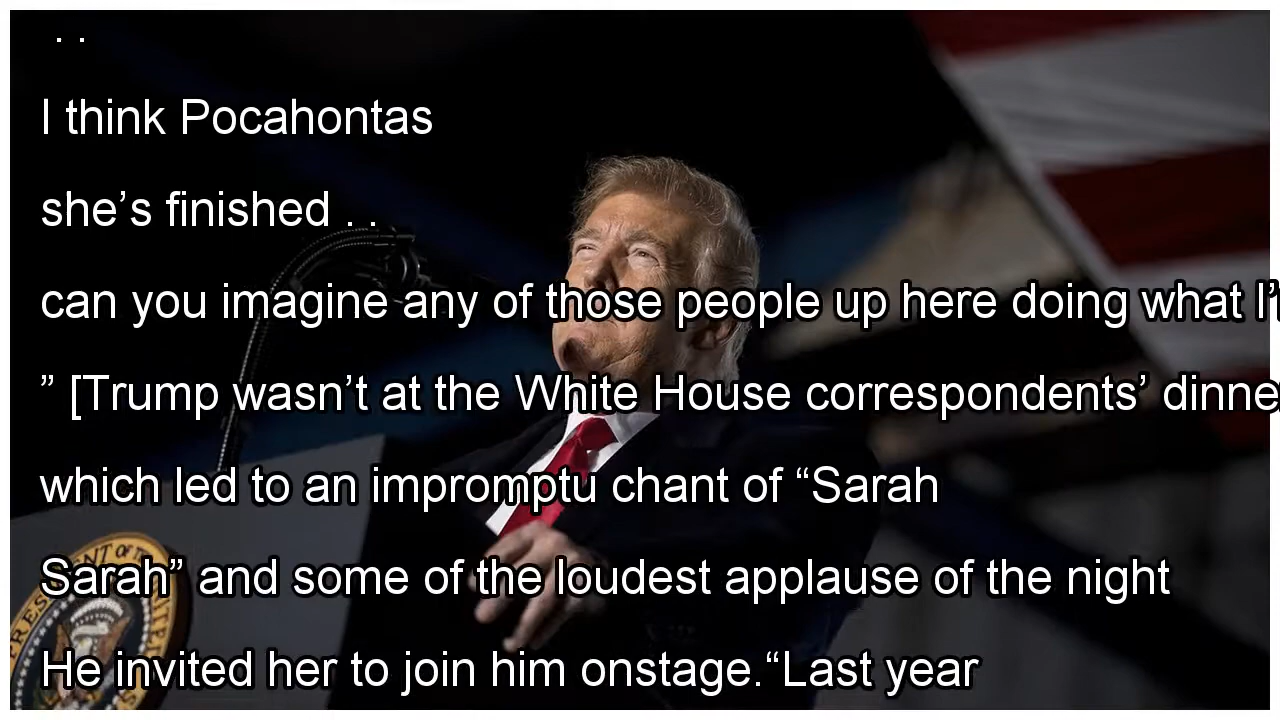 . .
I think Pocahontas
she’s finished . .
can you imagine any of those people up here doing what I’
” [Trump wasn’t at the White House correspondents’ dinne
which led to an impromptu chant of “Sarah
Sarah” and some of the loudest applause of the night
He invited her to join him onstage.“Last year